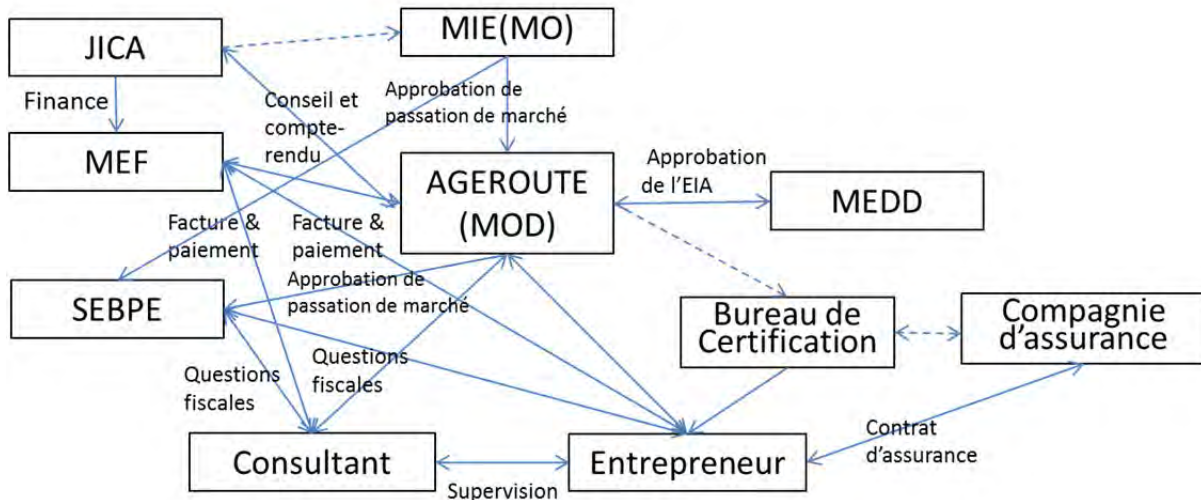 JICA
MIE(MO)
Finance
Conseil et
compte-
rendu
Approbation de
passation de marché
MEF
AGEROUTE
(MOD)
Approbation
de l'EIA
MEDD
Facture &
paiement
Facture &
paiement
SEBPE
Approbation de
passation de marché
Bureau de
Certification
Compagnie
d'assurance
Questions
fiscales
Questions
fiscales
Contrat
d'assurance
Consultant
Supervision
Entrepreneur